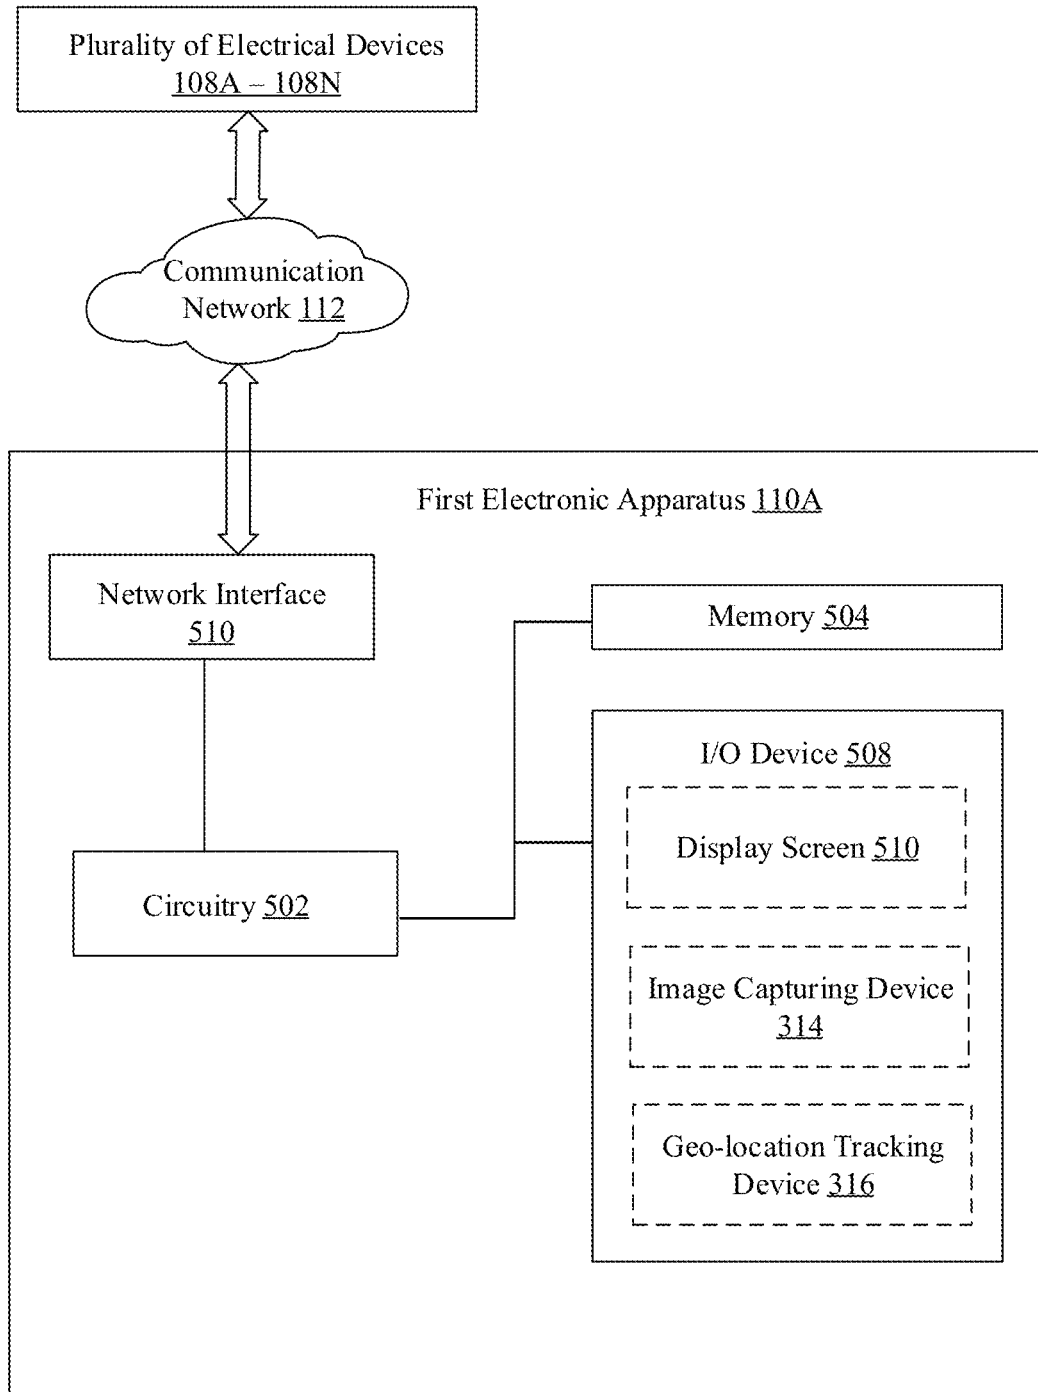 Plurality of Electrical Devices
108A – 108N
Communication
Network 112
First Electronic Apparatus 110A
Network Interface
510
Memory 504
I/O Device 508
Display Screen 510
Circuitry 502
Image Capturing Device
314
Geo-location Tracking
Device 316